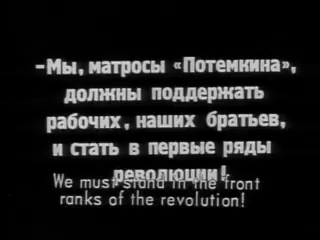 -Мы, матросы «Потемкина»,
должны поддержать
рабочих, наших братьев,
и стать в первые ряды
революции!
We must stand in the front
ranks of the revolution!